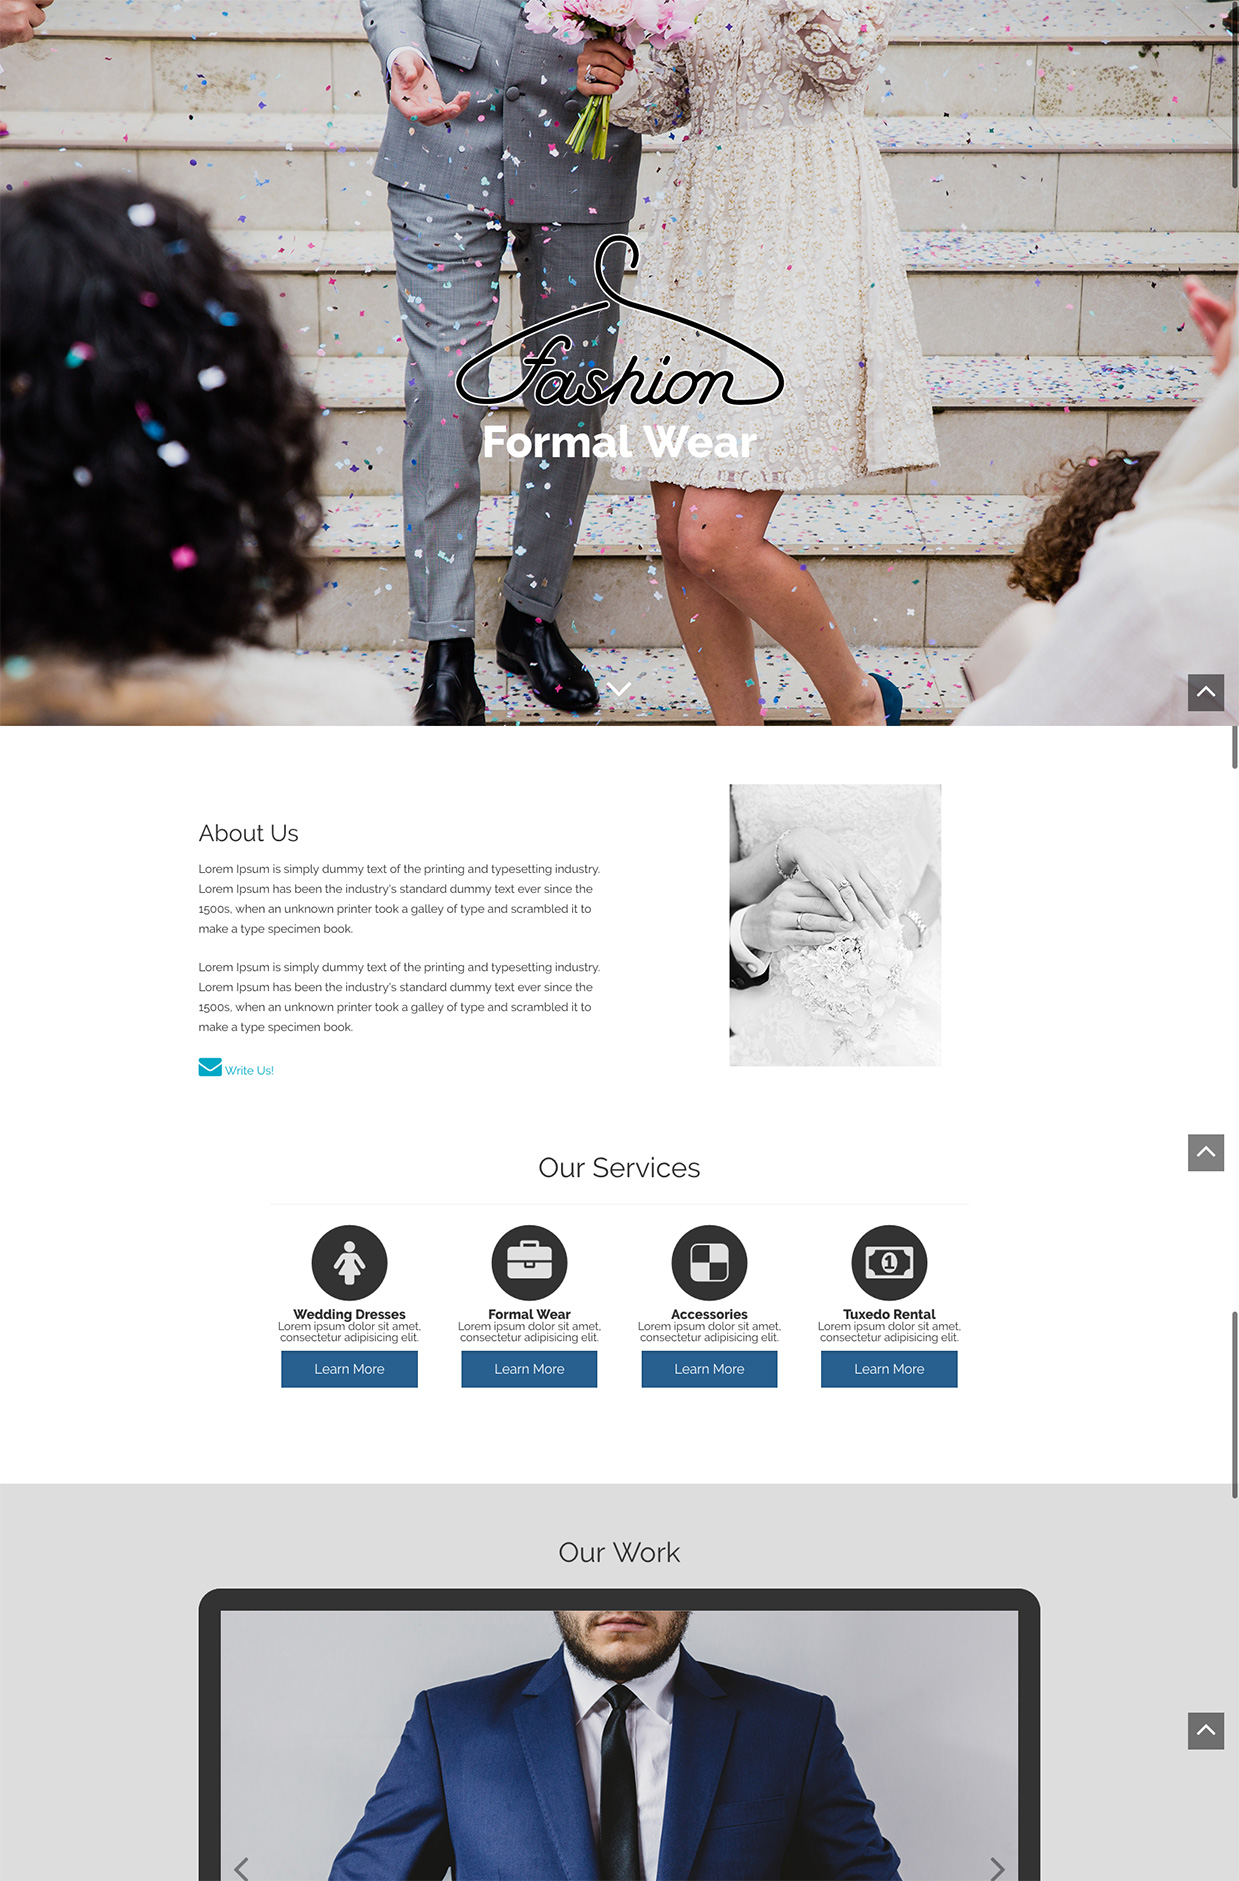 fashion
Formal Wear
About Us
Lorem Ipsum is simply dummy text of the printing and typesetting industry.
Lorem Ipsum has been the industry's standard dummy text ever since the
1500s, when an unknown printer took a galley of type and scrambled it to
make a type specimen book.
Lorem Ipsum is simply dummy text of the printing and typesetting industry.
Lorem Ipsum has been the industry's standard dummy text ever since the
1500s, when an unknown printer took a galley of type and scrambled it to
make a type specimen book.
Write Us!
Our Services
1
Wedding Dresses
Lorem ipsum dolor sit amet,
consectetur adipisicing elit.
Learn More
Formal Wear
Lorem ipsum dolor sit amet,
consectetur adipisicing elit.
Learn More
Accessories
Lorem ipsum dolor sit amet,
consectetur adipisicing elit.
Learn More
Tuxedo Rental
Lorem ipsum dolor sit amet,
consectetur adipisicing elit.
Learn More
Our Work